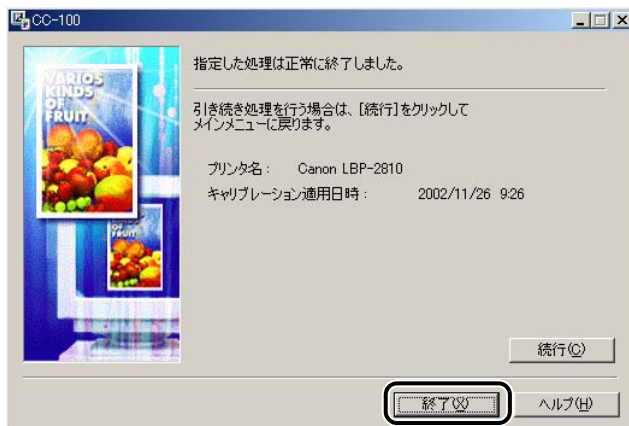 CC-100
指定した処理は正常に終了しました。
VARIOS
KINDS
OF
FRUIT
引き続き処理を行う場合は、[続行]をクリックして
メインメニューに戻ります。
プリンタ名： Canon LBP-2810
キャリブレーション適用日時： 2002/11/26 9:26
続行(C)
終了(X) ヘルプ(H)